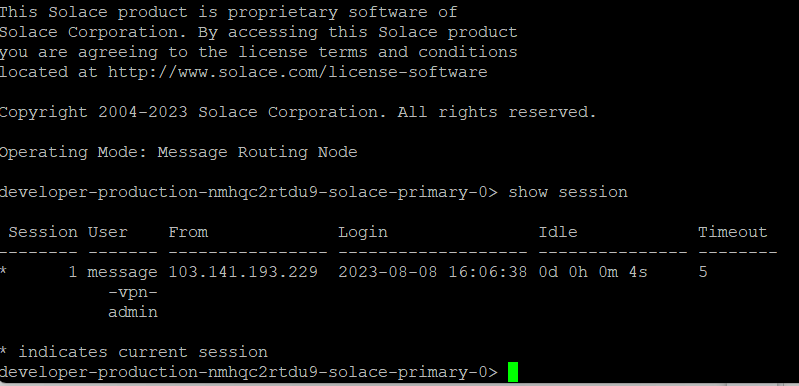 This Solace product is proprietary software of
Solace Corporation. By accessing this Solace product
you are agreeing to the license terms and conditions
located at http://www.solace.com/license-software
Copyright 2004-2023 Solace Corporation. All rights reserved.
Operating Mode: Message Routing Node
developer-production-nmhqc2rtdu9-solace-primary-0> show session
Session User From Login Idle Timeout
-------- ------- ---------------- ------------------- --------------- --------
* 1 message 103.141.193.229 2023-08-08 16:06:38 0d 0h 0m 4s 5
-vpn-
admin
* indicates current session
developer-production-nmhqc2rtdu9-solace-primary-0>